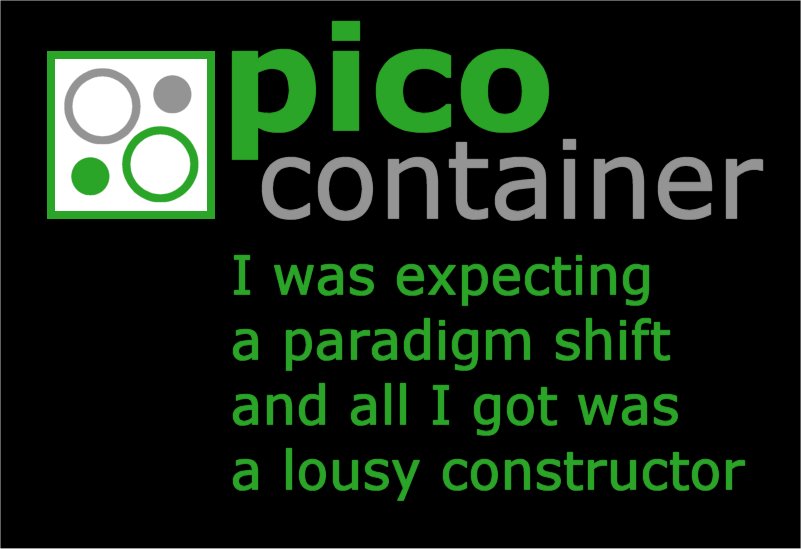 pico
container
I was expecting
a paradigm shift
and all I got was
a lousy constructor